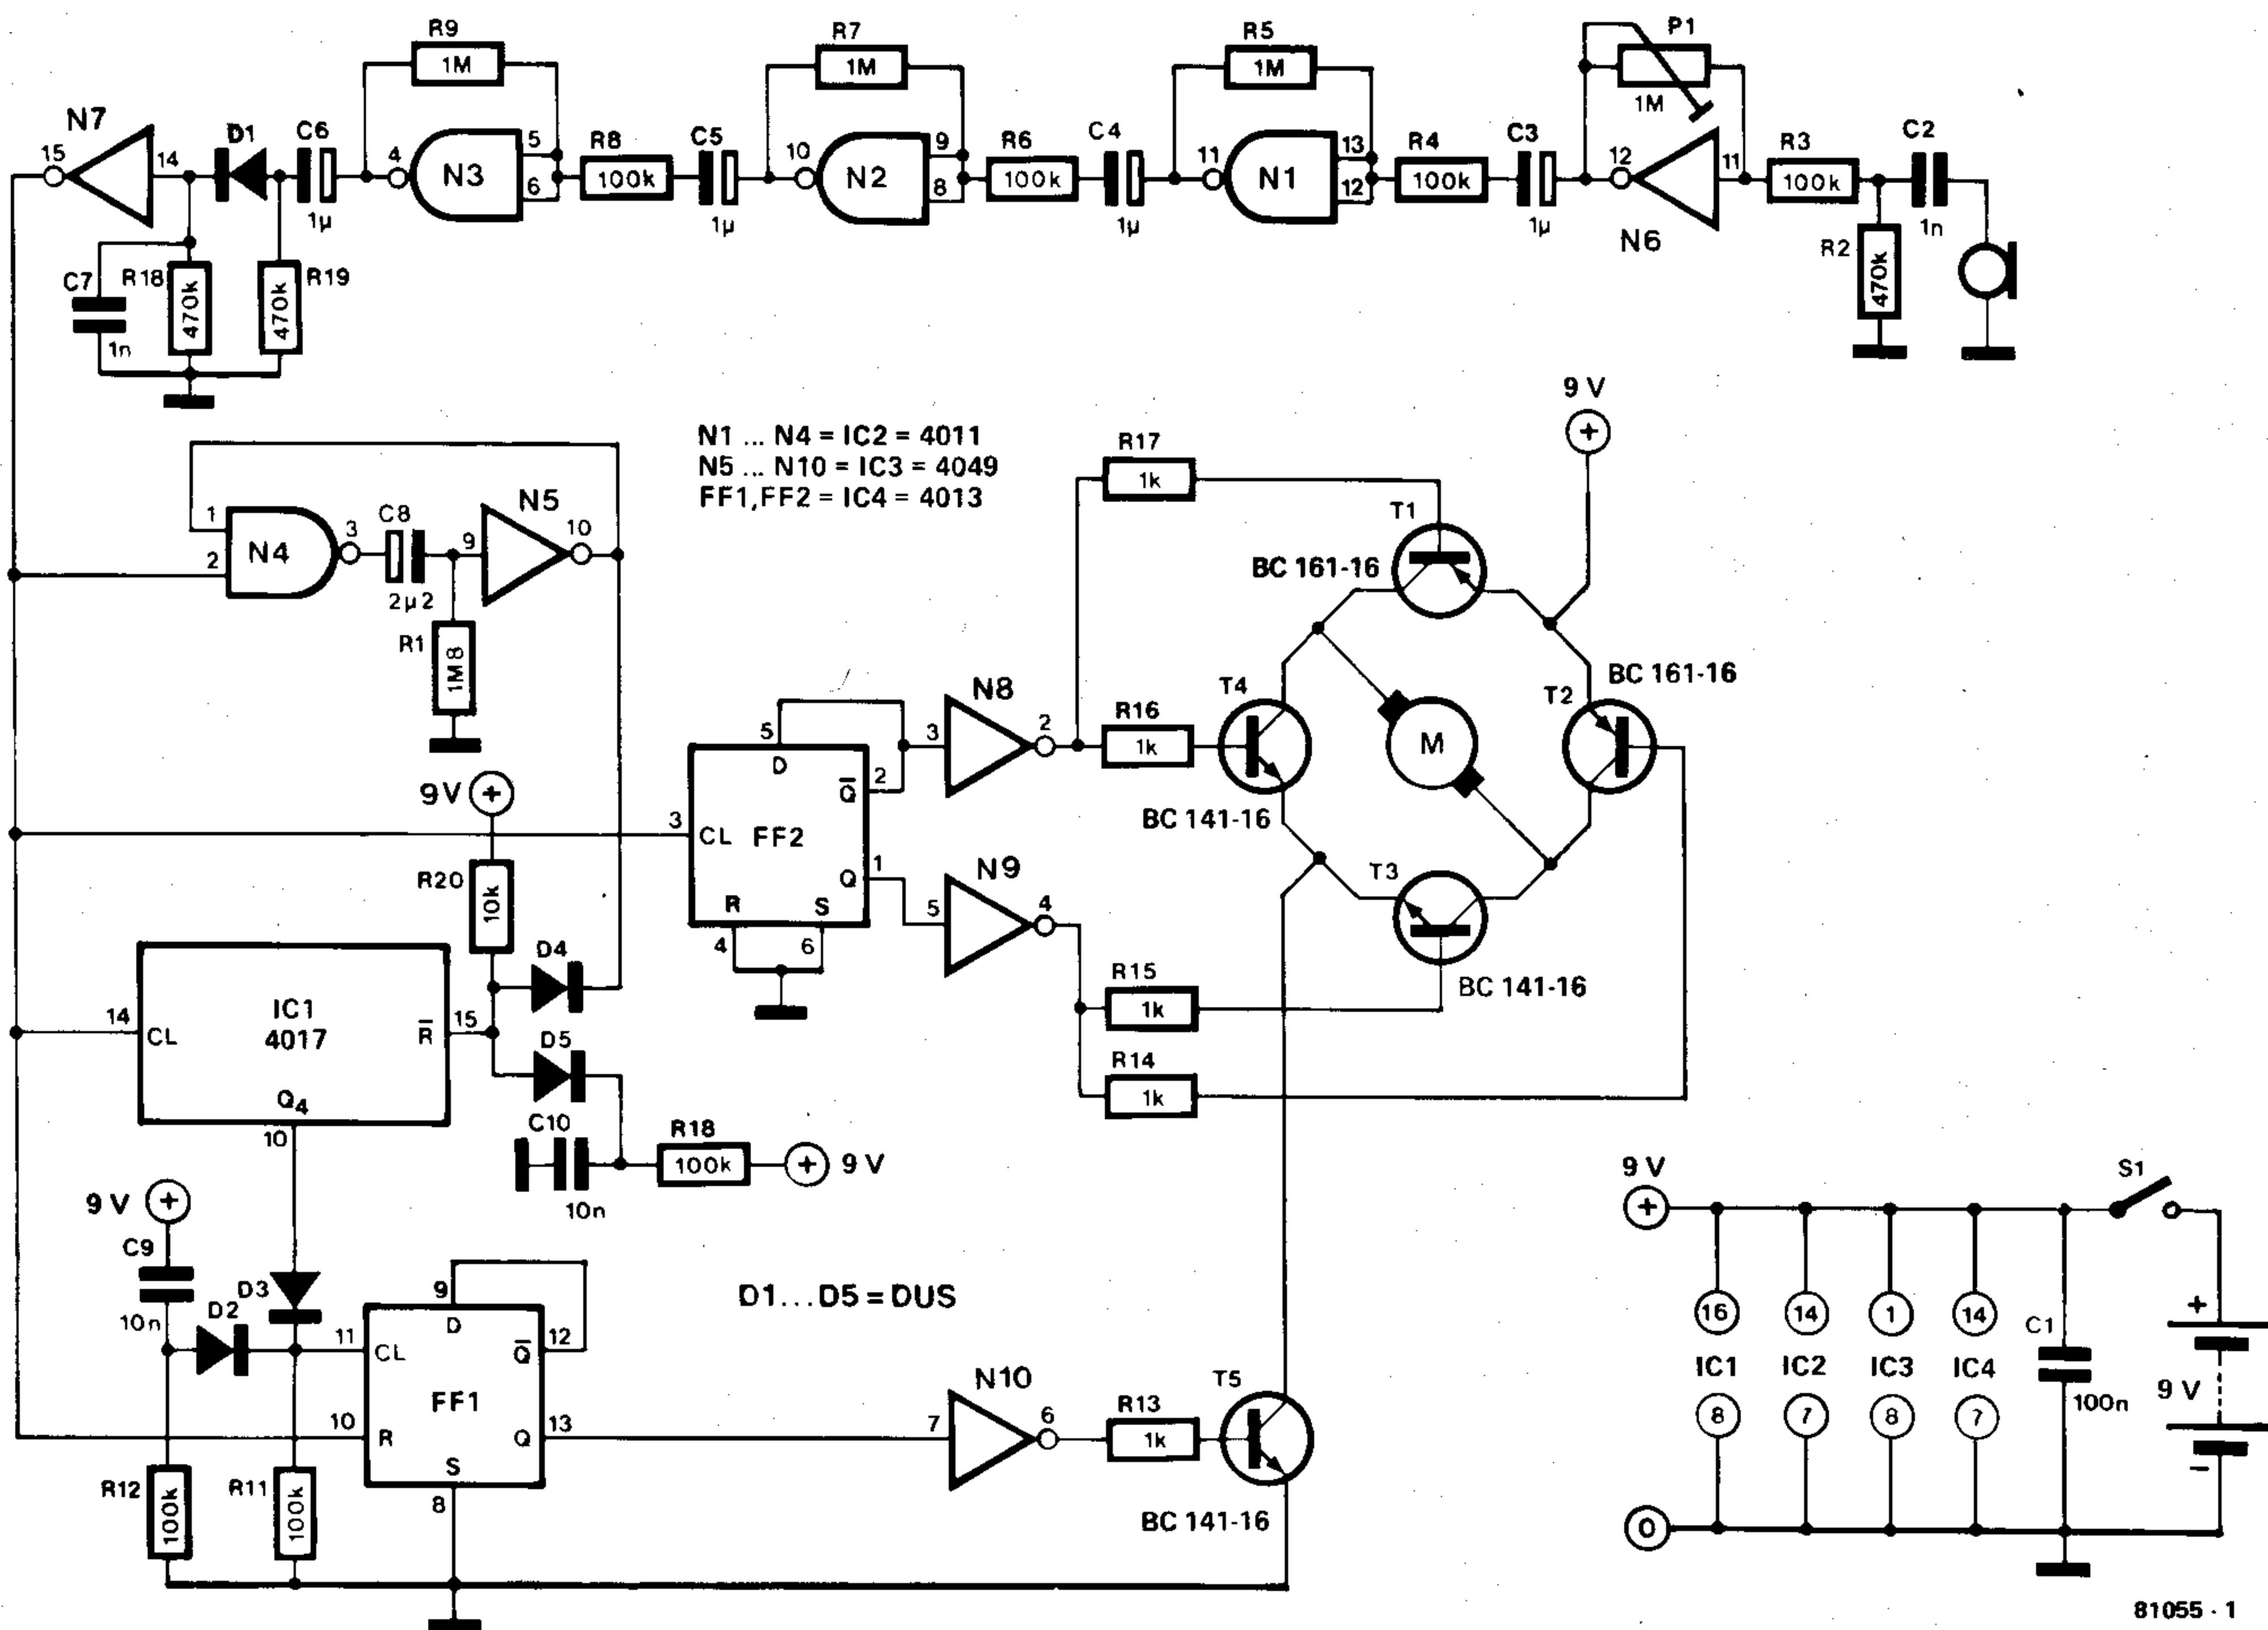 R9
1M
R7
1M
R5
1M
P1
1M
N7
15
14
D1
C6
1µ
4
N3
5
6
R8
100k
C5
1µ
10
N2
9
8
R6
100k
C4
1µ
11
N1
13
12
R4
100k
C3
1µ
12
N6
11
R3
100k
C2
1n
R2
470k
C7
1n
R18
470k
R19
470k
N1 ... N4 = IC2 = 4011
N5 ... N10 = IC3 = 4049
FF1,FF2 = IC4 = 4013
1
2
N4
3
C8
2µ2
9
N5
10
R1
1M8
R17
1k
T1
BC 161-16
9 V
+
T4
BC 141-16
M
BC 161-16
T2
T3
BC 141-16
5
D
3
CL
FF2
Q̅
2
Q
1
R
S
4
6
3
N8
2
R16
1k
5
N9
4
R15
1k
R14
1k
9 V
+
R20
10k
14
CL
IC1
4017
R̅
15
Q4
10
D4
D5
C10
10n
R18
100k
+
9 V
9 V
+
C9
10n
D2
D3
R12
100k
R11
100k
9
D
11
CL
Q̅
12
FF1
10
R
Q
13
S
8
D1...D5 = DUS
7
N10
6
R13
1k
T5
BC 141-16
9 V
+
S1
16
14
1
14
IC1
IC2
IC3
IC4
8
7
8
7
C1
100n
+
9 V
−
0
81055 - 1